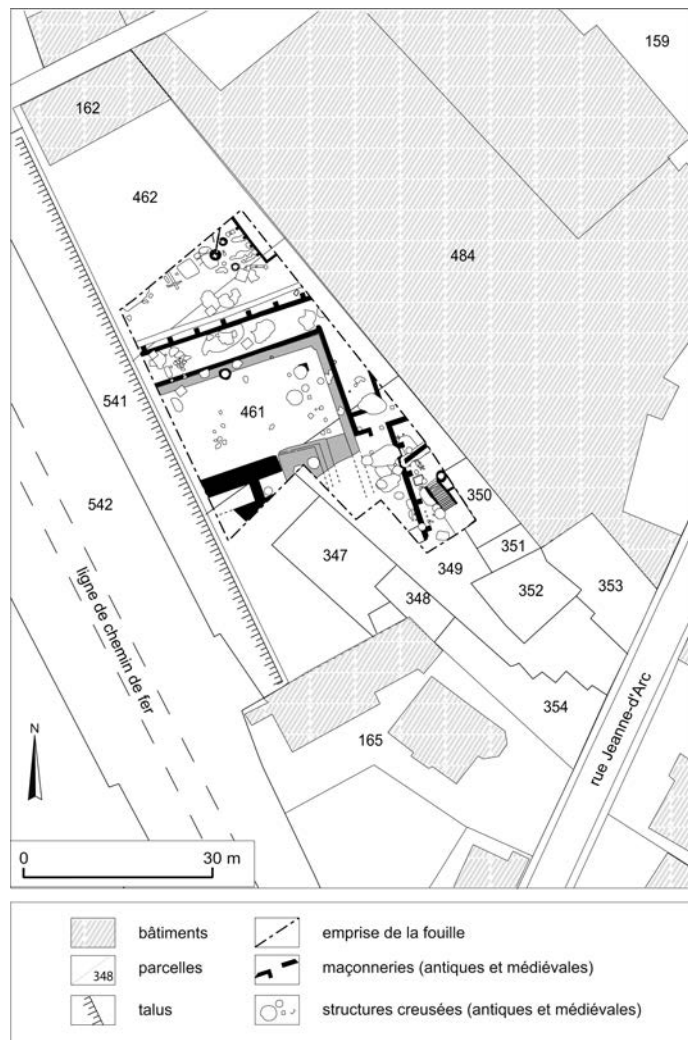 159
162
462
484
541
461
542
350
351
347
349
352
353
348
ligne de chemin de fer
354
rue Jeanne-d'Arc
165
N
0 30 m
bâtiments
emprise de la fouille
348
parcelles
maçonneries (antiques et médiévales)
talus
structures creusées (antiques et médiévales)